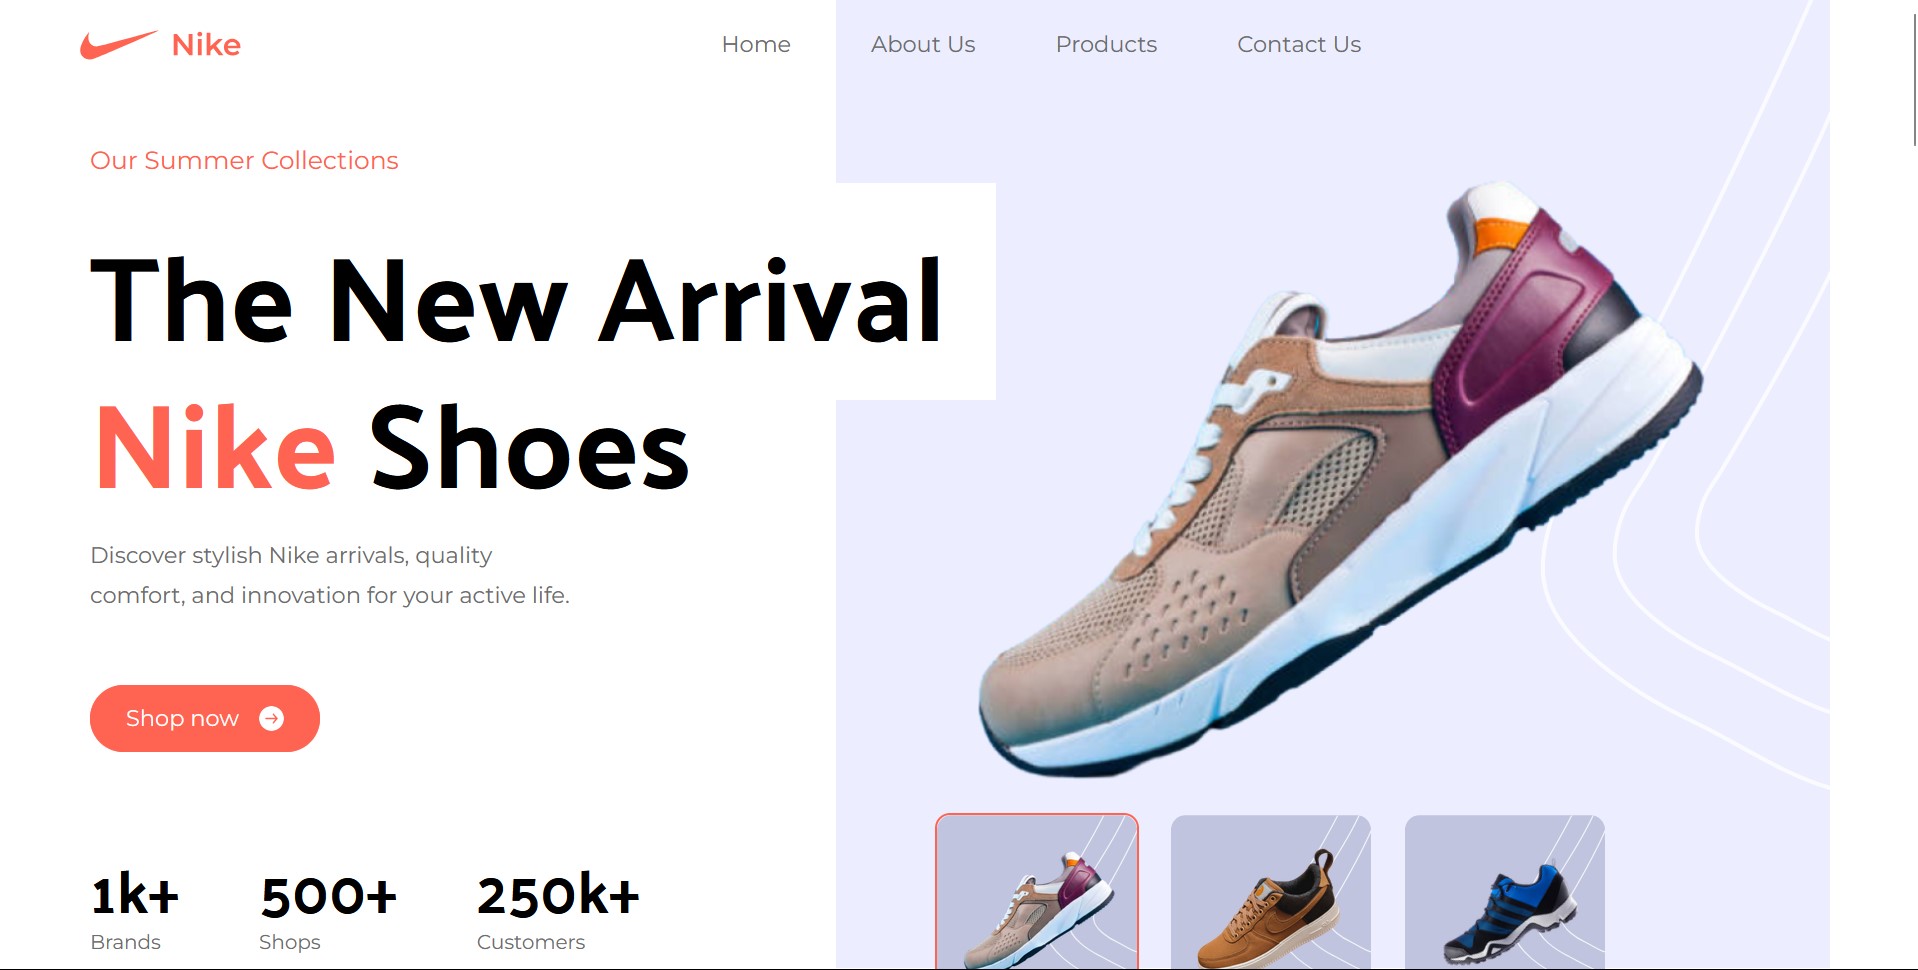 Nike
Home About Us Products Contact Us
Our Summer Collections
The New Arrival
Nike Shoes
Discover stylish Nike arrivals, quality
comfort, and innovation for your active life.
Shop now
1k+ 500+ 250k+
Brands Shops Customers